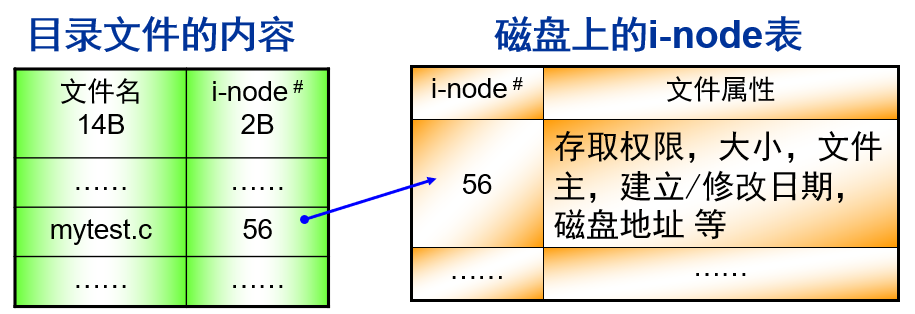 目录文件的内容
磁盘上的i-node表
文件名
14B
i-node#
2B
……
……
mytest.c
56
……
……
i-node#
文件属性
56
存取权限，大小，文件
主，建立/修改日期，
磁盘地址 等
……
……